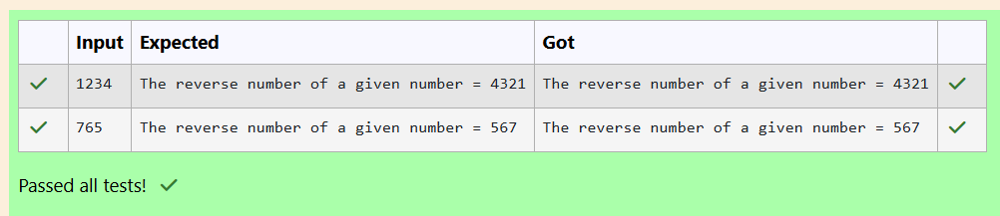 Input Expected Got
1234 The reverse number of a given number = 4321 The reverse number of a given number = 4321
765 The reverse number of a given number = 567 The reverse number of a given number = 567
Passed all tests!